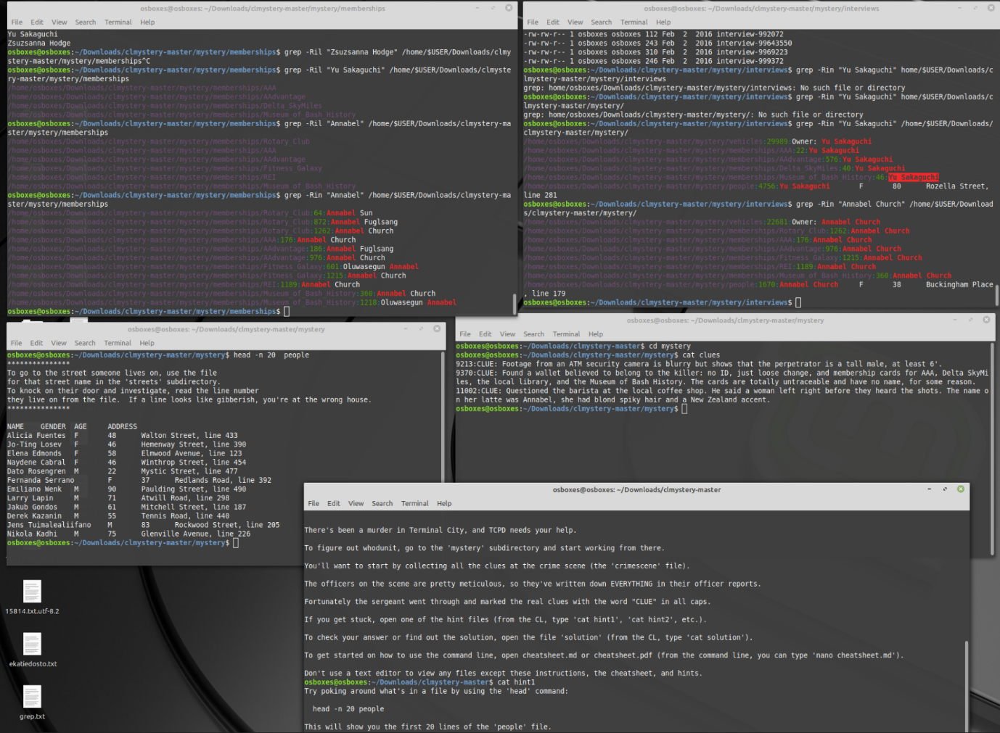 osboxes@osboxes: ~/Downloads/clmystery-master/mystery/memberships
File Edit View Search Terminal Help
Yu Sakaguchi
Zsuzsanna Hodge
osboxes@osboxes:~/Downloads/clmystery-master/mystery/memberships$ grep -Ril "Zsuzsanna Hodge" /home/$USER/Downloads/clmy
stery-master/mystery/memberships^C
osboxes@osboxes:~/Downloads/clmystery-master/mystery/memberships$ grep -Ril "Yu Sakaguchi" /home/$USER/Downloads/clmyste
ry-master/mystery/memberships
/home/osboxes/Downloads/clmystery-master/mystery/memberships/AAA
/home/osboxes/Downloads/clmystery-master/mystery/memberships/AAdvantage
/home/osboxes/Downloads/clmystery-master/mystery/memberships/Delta_SkyMiles
/home/osboxes/Downloads/clmystery-master/mystery/memberships/Museum_of_Bash_History
osboxes@osboxes:~/Downloads/clmystery-master/mystery/memberships$ grep -Ril "Annabel" /home/$USER/Downloads/clmystery-ma
ster/mystery/memberships
/home/osboxes/Downloads/clmystery-master/mystery/memberships/Rotary_Club
/home/osboxes/Downloads/clmystery-master/mystery/memberships/AAA
/home/osboxes/Downloads/clmystery-master/mystery/memberships/AAdvantage
/home/osboxes/Downloads/clmystery-master/mystery/memberships/Fitness_Galaxy
/home/osboxes/Downloads/clmystery-master/mystery/memberships/REI
/home/osboxes/Downloads/clmystery-master/mystery/memberships/Museum_of_Bash_History
osboxes@osboxes:~/Downloads/clmystery-master/mystery/memberships$ grep -Rin "Annabel" /home/$USER/Downloads/clmystery-ma
ster/mystery/memberships
/home/osboxes/Downloads/clmystery-master/mystery/memberships/Rotary_Club:64:Annabel Sun
/home/osboxes/Downloads/clmystery-master/mystery/memberships/Rotary_Club:872:Annabel Fuglsang
/home/osboxes/Downloads/clmystery-master/mystery/memberships/Rotary_Club:1262:Annabel Church
/home/osboxes/Downloads/clmystery-master/mystery/memberships/AAA:176:Annabel Church
/home/osboxes/Downloads/clmystery-master/mystery/memberships/AAdvantage:186:Annabel Fuglsang
/home/osboxes/Downloads/clmystery-master/mystery/memberships/AAdvantage:976:Annabel Church
/home/osboxes/Downloads/clmystery-master/mystery/memberships/Fitness_Galaxy:601:Oluwasegun Annabel
/home/osboxes/Downloads/clmystery-master/mystery/memberships/Fitness_Galaxy:1215:Annabel Church
/home/osboxes/Downloads/clmystery-master/mystery/memberships/REI:1189:Annabel Church
/home/osboxes/Downloads/clmystery-master/mystery/memberships/Museum_of_Bash_History:360:Annabel Church
/home/osboxes/Downloads/clmystery-master/mystery/memberships/Museum_of_Bash_History:1218:Oluwasegun Annabel
osboxes@osboxes:~/Downloads/clmystery-master/mystery/memberships$
osboxes@osboxes: ~/Downloads/clmystery-master/mystery/interviews
File Edit View Search Terminal Help
-rw-rw-r-- 1 osboxes osboxes 112 Feb 2 2016 interview-992072
-rw-rw-r-- 1 osboxes osboxes 243 Feb 2 2016 interview-99643550
-rw-rw-r-- 1 osboxes osboxes 310 Feb 2 2016 interview-9969223
-rw-rw-r-- 1 osboxes osboxes 246 Feb 2 2016 interview-999372
osboxes@osboxes:~/Downloads/clmystery-master/mystery/interviews$ grep -Rin "Yu Sakaguchi" home/$USER/Downloads/c
lmystery-master/mystery/interviews
grep: home/osboxes/Downloads/clmystery-master/mystery/interviews: No such file or directory
osboxes@osboxes:~/Downloads/clmystery-master/mystery/interviews$ grep -Rin "Yu Sakaguchi" home/$USER/Downloads/c
lmystery-master/mystery/
grep: home/osboxes/Downloads/clmystery-master/mystery/: No such file or directory
osboxes@osboxes:~/Downloads/clmystery-master/mystery/interviews$ grep -Rin "Yu Sakaguchi" /home/$USER/Downloads/
clmystery-master/mystery/
/home/osboxes/Downloads/clmystery-master/mystery/vehicles:29989:Owner: Yu Sakaguchi
/home/osboxes/Downloads/clmystery-master/mystery/memberships/AAA:22:Yu Sakaguchi
/home/osboxes/Downloads/clmystery-master/mystery/memberships/AAdvantage:576:Yu Sakaguchi
/home/osboxes/Downloads/clmystery-master/mystery/memberships/Delta_SkyMiles:40:Yu Sakaguchi
/home/osboxes/Downloads/clmystery-master/mystery/memberships/Museum_of_Bash_History:46:Yu Sakaguchi
/home/osboxes/Downloads/clmystery-master/mystery/people:4756:Yu Sakaguchi F 80 Rozella Street,
line 281
osboxes@osboxes:~/Downloads/clmystery-master/mystery/interviews$ grep -Rin "Annabel Church" /home/$USER/Download
s/clmystery-master/mystery/
/home/osboxes/Downloads/clmystery-master/mystery/vehicles:22681:Owner: Annabel Church
/home/osboxes/Downloads/clmystery-master/mystery/memberships/Rotary_Club:1262:Annabel Church
/home/osboxes/Downloads/clmystery-master/mystery/memberships/AAA:176:Annabel Church
/home/osboxes/Downloads/clmystery-master/mystery/memberships/AAdvantage:976:Annabel Church
/home/osboxes/Downloads/clmystery-master/mystery/memberships/Fitness_Galaxy:1215:Annabel Church
/home/osboxes/Downloads/clmystery-master/mystery/memberships/REI:1189:Annabel Church
/home/osboxes/Downloads/clmystery-master/mystery/memberships/Museum_of_Bash_History:360:Annabel Church
/home/osboxes/Downloads/clmystery-master/mystery/people:1670:Annabel Church F 38 Buckingham Place
, line 179
osboxes@osboxes:~/Downloads/clmystery-master/mystery/interviews$
osboxes@osboxes: ~/Downloads/clmystery-master/mystery
File Edit View Search Terminal Help
osboxes@osboxes:~/Downloads/clmystery-master/mystery$ head -n 20 people
***************
To go to the street someone lives on, use the file
for that street name in the 'streets' subdirectory.
To knock on their door and investigate, read the line number
they live on from the file. If a line looks like gibberish, you're at the wrong house.
***************
NAME GENDER AGE ADDRESS
Alicia Fuentes F 48 Walton Street, line 433
Jo-Ting Losev F 46 Hemenway Street, line 390
Elena Edmonds F 58 Elmwood Avenue, line 123
Naydene Cabral F 46 Winthrop Street, line 454
Dato Rosengren M 22 Mystic Street, line 477
Fernanda Serrano F 37 Redlands Road, line 392
Emiliano Wenk M 90 Paulding Street, line 490
Larry Lapin M 71 Atwill Road, line 298
Jakub Gondos M 61 Mitchell Street, line 187
Derek Kazanin M 55 Tennis Road, line 440
Jens Tuimalealiifano M 83 Rockwood Street, line 205
Nikola Kadhi M 75 Glenville Avenue, line 226
osboxes@osboxes:~/Downloads/clmystery-master/mystery$
osboxes@osboxes: ~/Downloads/clmystery-master/mystery
File Edit View Search Terminal Help
osboxes@osboxes:~/Downloads/clmystery-master$ cd mystery
osboxes@osboxes:~/Downloads/clmystery-master/mystery$ cat clues
9213:CLUE: Footage from an ATM security camera is blurry but shows that the perpetrator is a tall male, at least 6'.
9370:CLUE: Found a wallet believed to belong to the killer: no ID, just loose change, and membership cards for AAA, Delta SkyMi
les, the local library, and the Museum of Bash History. The cards are totally untraceable and have no name, for some reason.
11002:CLUE: Questioned the barista at the local coffee shop. He said a woman left right before they heard the shots. The name o
n her latte was Annabel, she had blond spiky hair and a New Zealand accent.
osboxes@osboxes:~/Downloads/clmystery-master/mystery$
osboxes@osboxes: ~/Downloads/clmystery-master
File Edit View Search Terminal Help
There's been a murder in Terminal City, and TCPD needs your help.
To figure out whodunit, go to the 'mystery' subdirectory and start working from there.
You'll want to start by collecting all the clues at the crime scene (the 'crimescene' file).
The officers on the scene are pretty meticulous, so they've written down EVERYTHING in their officer reports.
Fortunately the sergeant went through and marked the real clues with the word "CLUE" in all caps.
If you get stuck, open one of the hint files (from the CL, type 'cat hint1', 'cat hint2', etc.).
To check your answer or find out the solution, open the file 'solution' (from the CL, type 'cat solution').
To get started on how to use the command line, open cheatsheet.md or cheatsheet.pdf (from the command line, you can type 'nano cheatsheet.md').
Don't use a text editor to view any files except these instructions, the cheatsheet, and hints.
osboxes@osboxes:~/Downloads/clmystery-master$ cat hint1
Try poking around what's in a file by using the 'head' command:
head -n 20 people
This will show you the first 20 lines of the 'people' file.
15814.txt.utf-8.2
ekatiedosto.txt
grep.txt